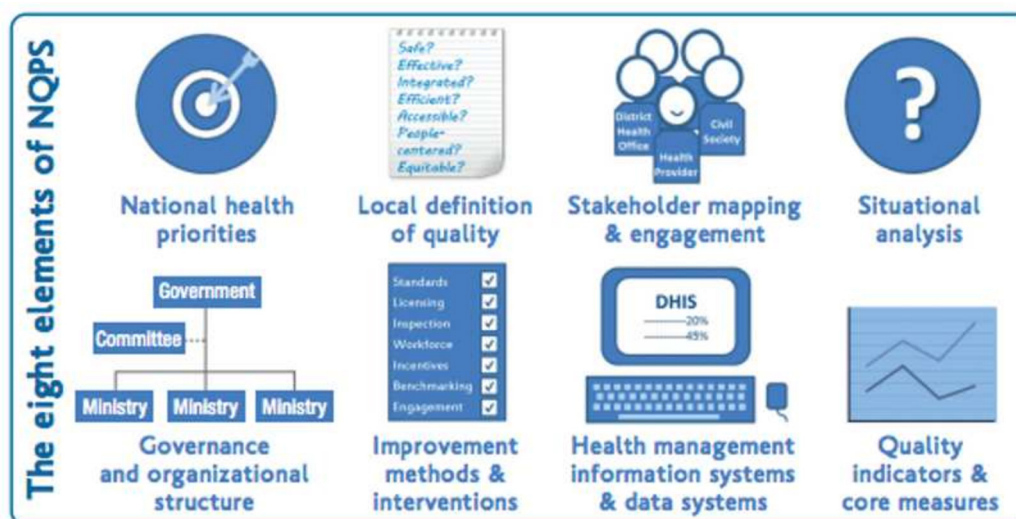 The eight elements of NQPS
Safe?
Effective?
Integrated?
Efficient?
Accessible?
People-
centered?
Equitable?
District
Health
Office
Civil
Society
Health
Provider
?
National health
priorities
Local definition
of quality
Stakeholder mapping
& engagement
Situational
analysis
Government
Committee
Ministry Ministry Ministry
Standards
Licensing
Inspection
Workforce
Incentives
Benchmarking
Engagement
DHIS
20%
45%
Governance
and organizational
structure
Improvement
methods &
interventions
Health management
information systems
& data systems
Quality
indicators &
core measures